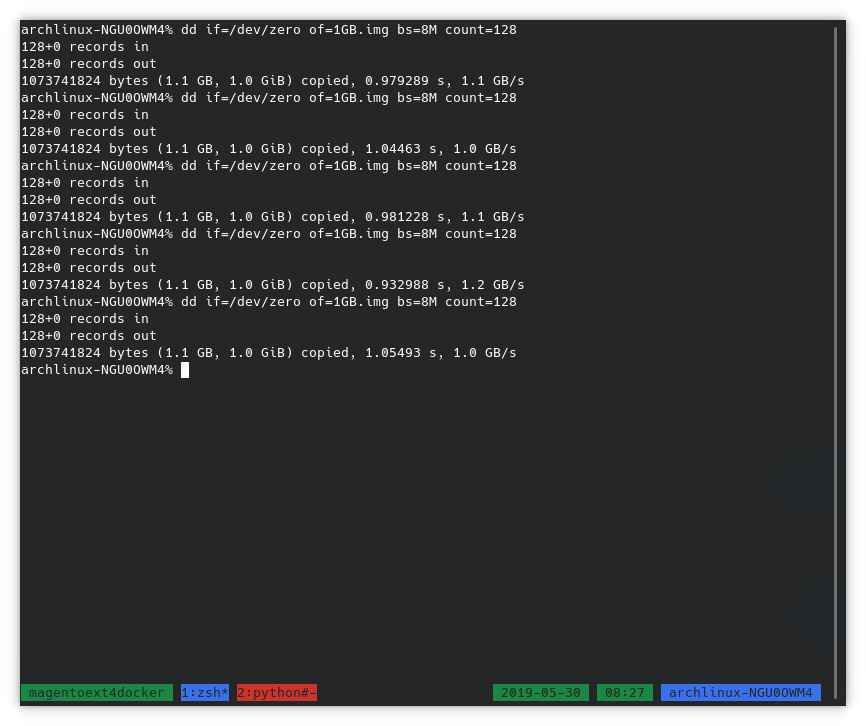 archlinux-NGU0OWM4% dd if=/dev/zero of=1GB.img bs=8M count=128
128+0 records in
128+0 records out
1073741824 bytes (1.1 GB, 1.0 GiB) copied, 0.979289 s, 1.1 GB/s
archlinux-NGU0OWM4% dd if=/dev/zero of=1GB.img bs=8M count=128
128+0 records in
128+0 records out
1073741824 bytes (1.1 GB, 1.0 GiB) copied, 1.04463 s, 1.0 GB/s
archlinux-NGU0OWM4% dd if=/dev/zero of=1GB.img bs=8M count=128
128+0 records in
128+0 records out
1073741824 bytes (1.1 GB, 1.0 GiB) copied, 0.981228 s, 1.1 GB/s
archlinux-NGU0OWM4% dd if=/dev/zero of=1GB.img bs=8M count=128
128+0 records in
128+0 records out
1073741824 bytes (1.1 GB, 1.0 GiB) copied, 0.932988 s, 1.2 GB/s
archlinux-NGU0OWM4% dd if=/dev/zero of=1GB.img bs=8M count=128
128+0 records in
128+0 records out
1073741824 bytes (1.1 GB, 1.0 GiB) copied, 1.05493 s, 1.0 GB/s
archlinux-NGU0OWM4%
magentoext4docker 1:zsh* 2:python#- 2019-05-30 08:27 archlinux-NGU0OWM4